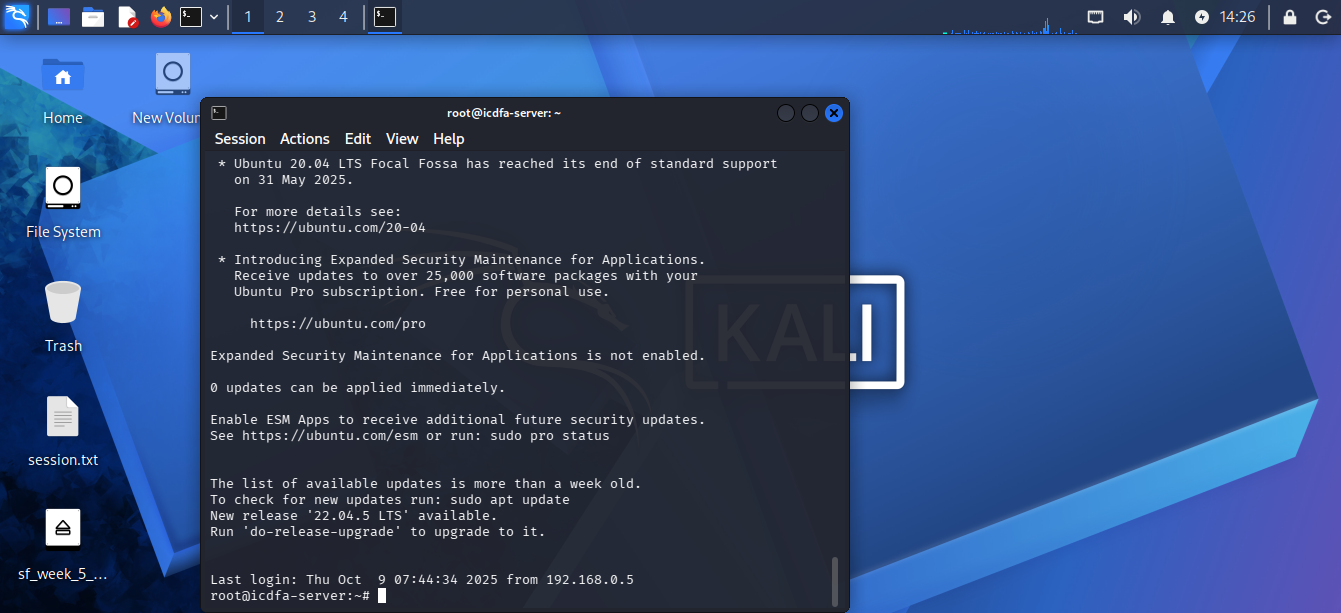 1 2 3 4
14:26
Home
New Volur
File System
Trash
session.txt
sf_week_5_...
root@icdfa-server: ~
Session Actions Edit View Help
* Ubuntu 20.04 LTS Focal Fossa has reached its end of standard support
on 31 May 2025.
For more details see:
https://ubuntu.com/20-04
* Introducing Expanded Security Maintenance for Applications.
Receive updates to over 25,000 software packages with your
Ubuntu Pro subscription. Free for personal use.
https://ubuntu.com/pro
Expanded Security Maintenance for Applications is not enabled.
0 updates can be applied immediately.
Enable ESM Apps to receive additional future security updates.
See https://ubuntu.com/esm or run: sudo pro status
The list of available updates is more than a week old.
To check for new updates run: sudo apt update
New release '22.04.5 LTS' available.
Run 'do-release-upgrade' to upgrade to it.
Last login: Thu Oct  9 07:44:34 2025 from 192.168.0.5
root@icdfa-server:~#
KALI